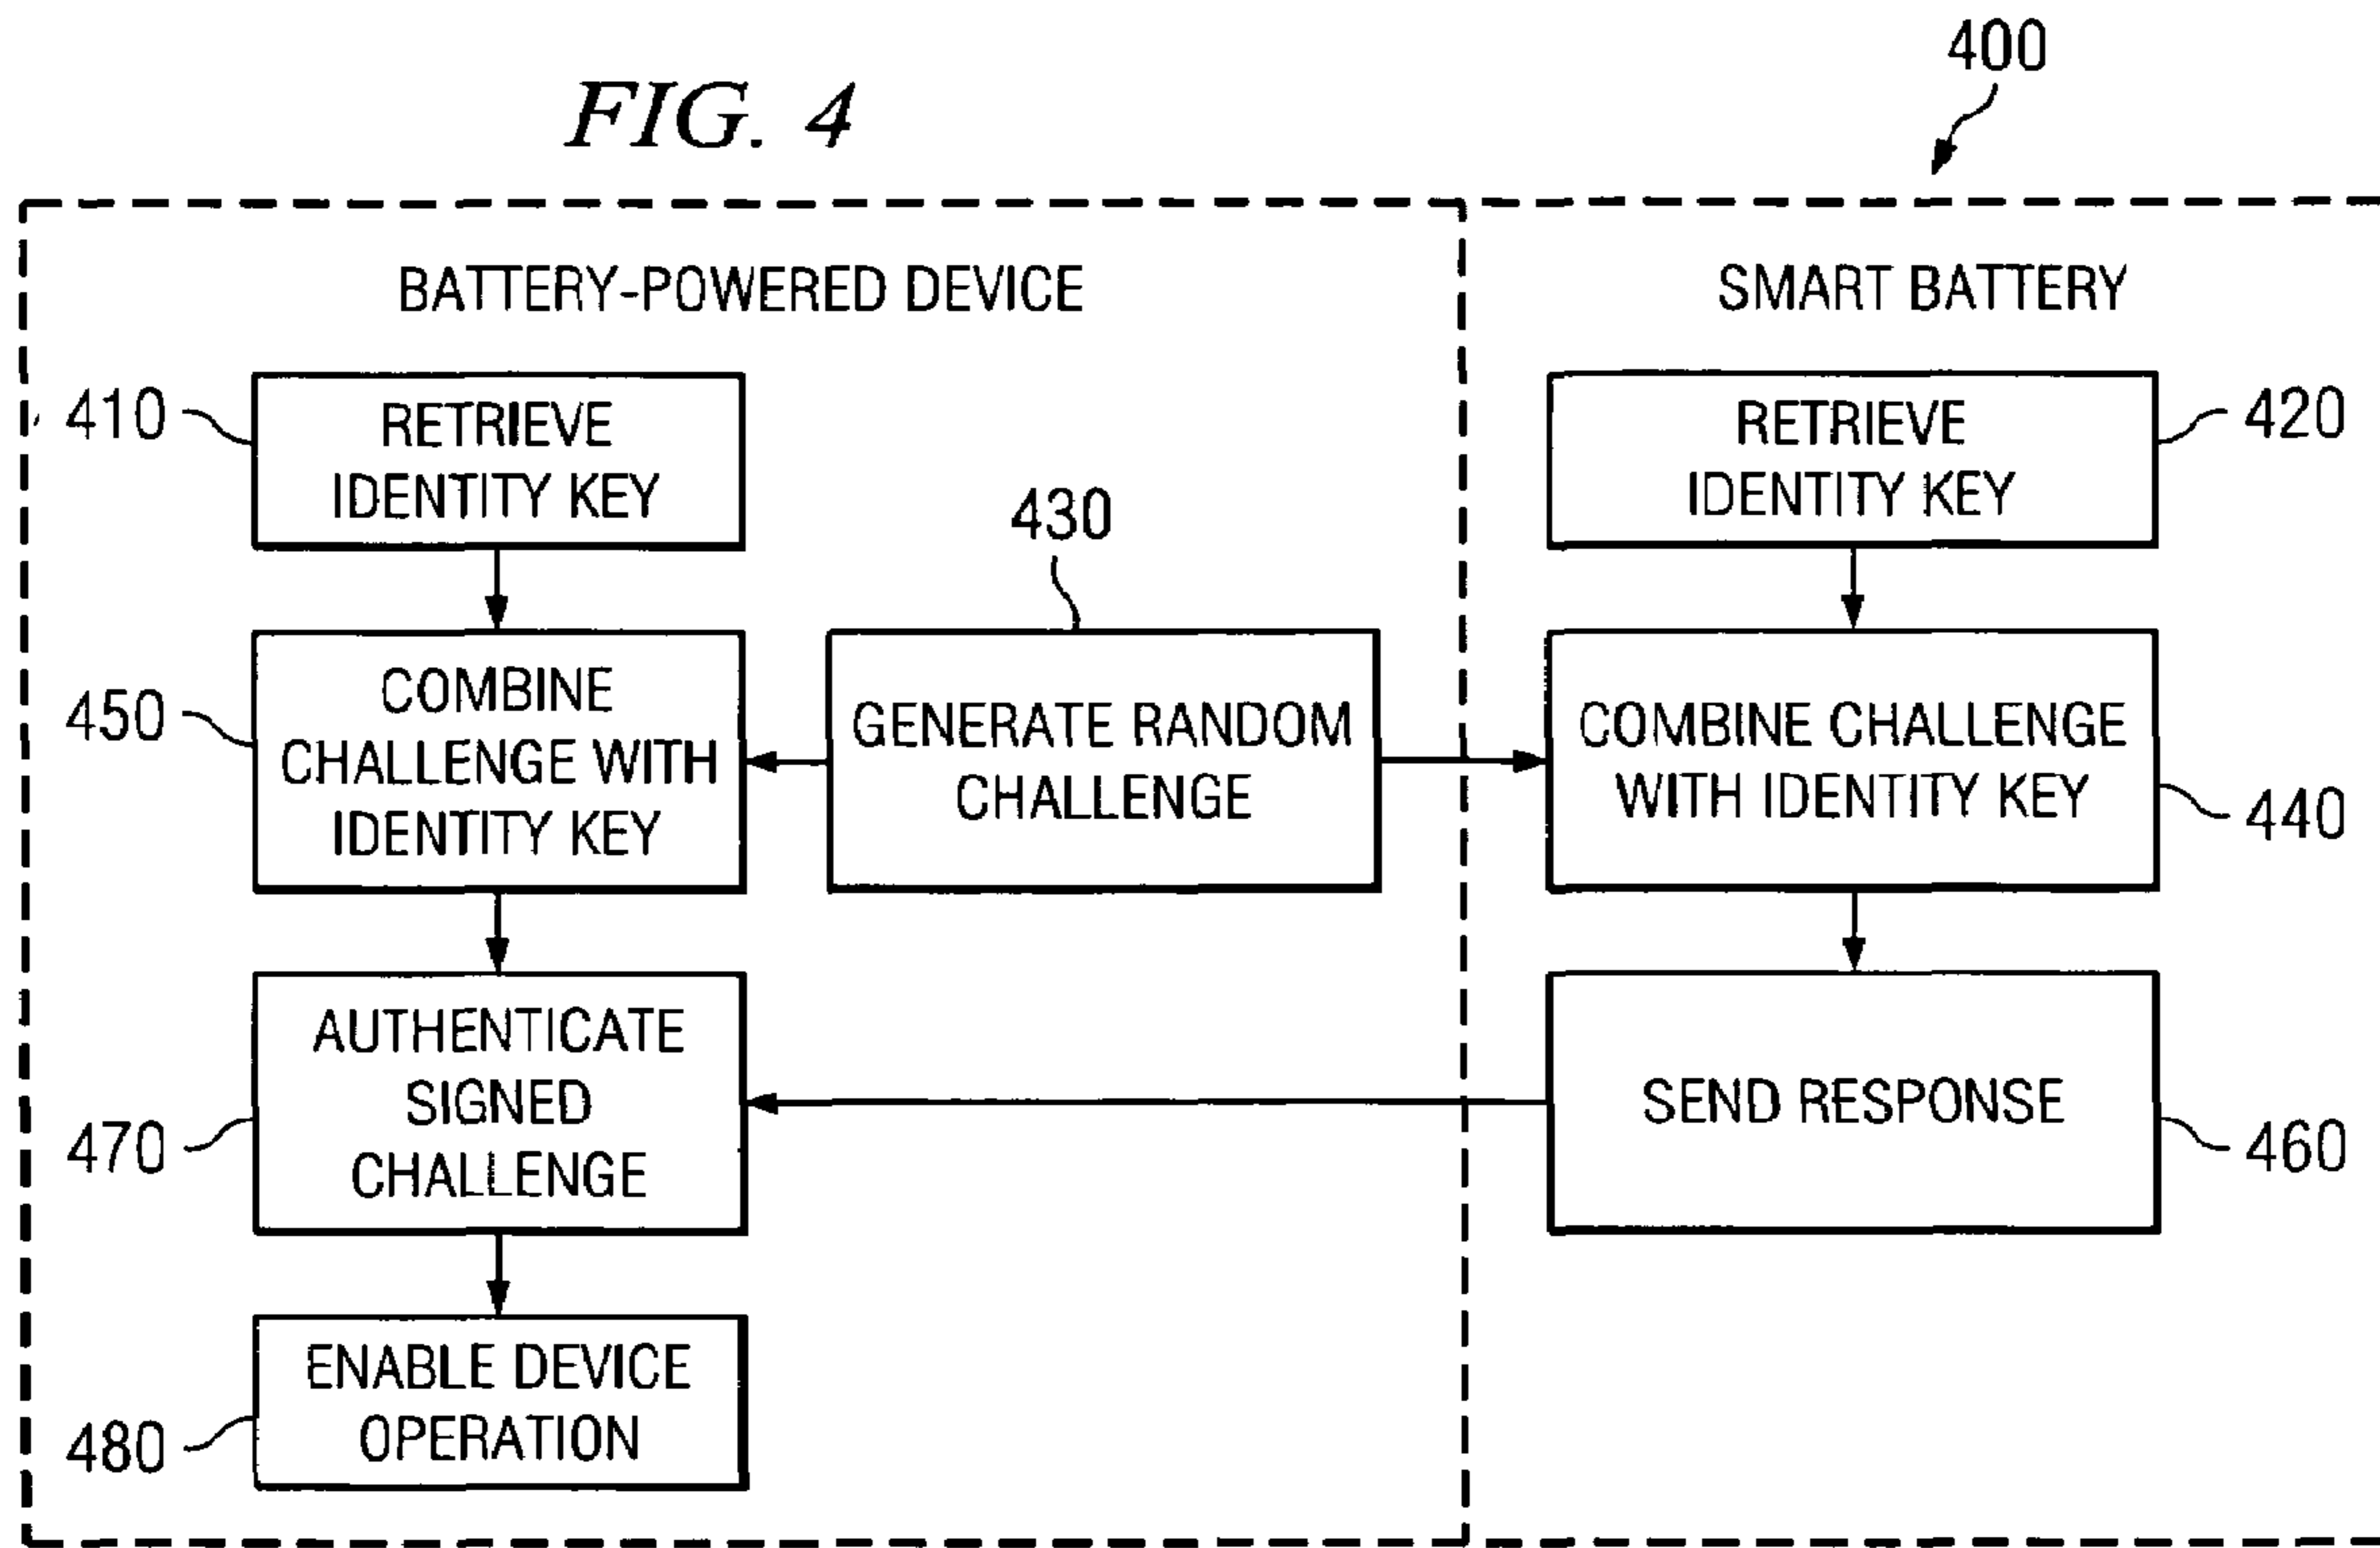 FIG. 4
400
BATTERY-POWERED DEVICE
SMART BATTERY
410
RETRIEVE
IDENTITY KEY
RETRIEVE
IDENTITY KEY
420
430
450
COMBINE
CHALLENGE WITH
IDENTITY KEY
GENERATE RANDOM
CHALLENGE
COMBINE CHALLENGE
WITH IDENTITY KEY
440
470
AUTHENTICATE
SIGNED
CHALLENGE
SEND RESPONSE
460
480
ENABLE DEVICE
OPERATION